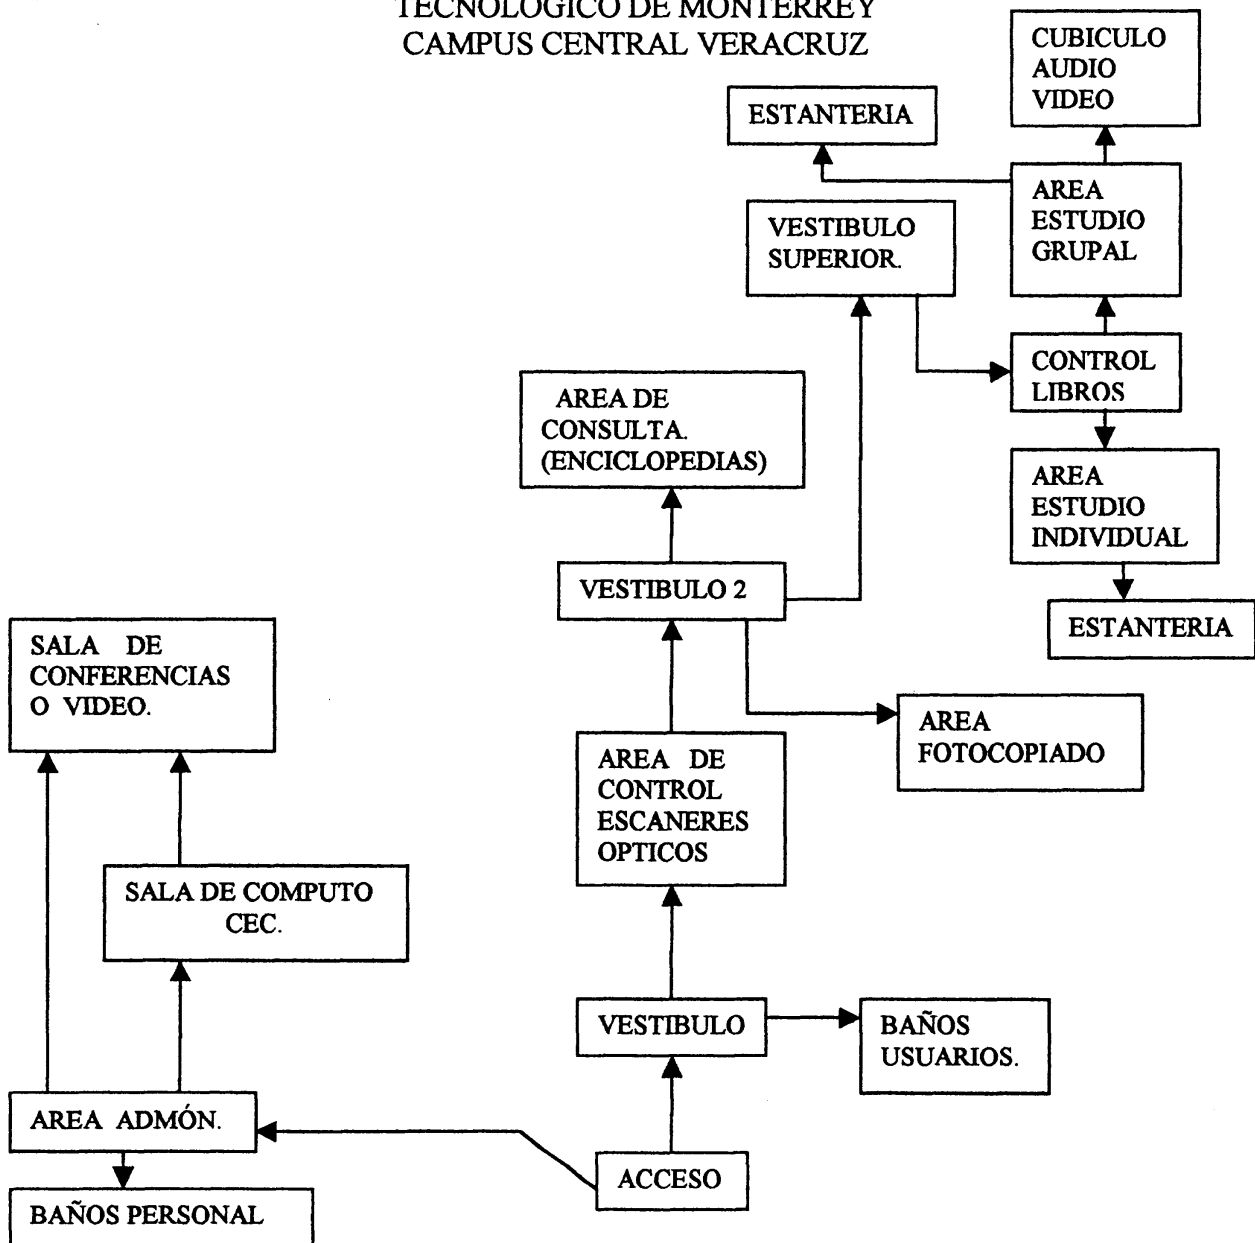 TECNOLOGICO DE MONTERREY
CAMPUS CENTRAL VERACRUZ
CUBICULO
AUDIO
VIDEO
ESTANTERIA
AREA
ESTUDIO
GRUPAL
VESTIBULO
SUPERIOR.
CONTROL
LIBROS
AREA DE
CONSULTA.
(ENCICLOPEDIAS)
AREA
ESTUDIO
INDIVIDUAL
VESTIBULO 2
ESTANTERIA
SALA DE
CONFERENCIAS
O VIDEO.
AREA
FOTOCOPIADO
AREA DE
CONTROL
ESCANERES
OPTICOS
SALA DE COMPUTO
CEC.
VESTIBULO
BAÑOS
USUARIOS.
AREA ADMÓN.
ACCESO
BAÑOS PERSONAL